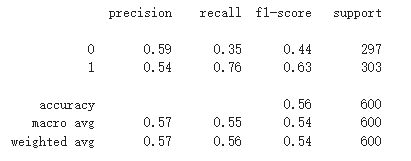 precision recall f1-score support
0 0.59 0.35 0.44 297
1 0.54 0.76 0.63 303
accuracy 0.56 600
macro avg 0.57 0.55 0.54 600
weighted avg 0.57 0.56 0.54 600